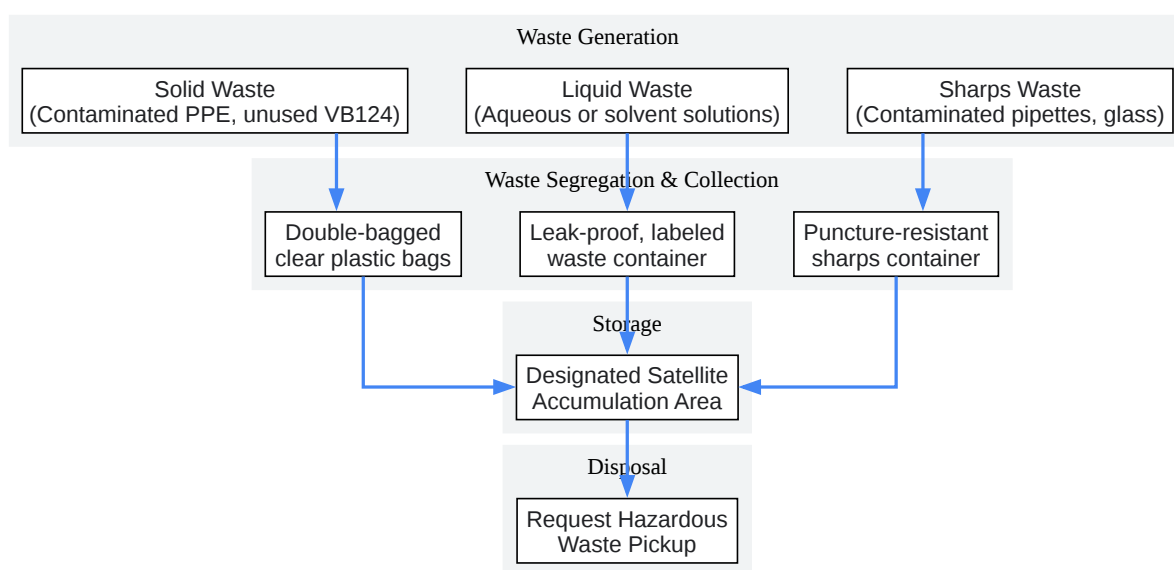 Waste Generation
Solid Waste
(Contaminated PPE, unused VB124)
Liquid Waste
(Aqueous or solvent solutions)
Sharps Waste
(Contaminated pipettes, glass)
Waste Segregation & Collection
Double-bagged
clear plastic bags
Leak-proof, labeled
waste container
Puncture-resistant
sharps container
Storage
Designated Satellite
Accumulation Area
Disposal
Request Hazardous
Waste Pickup